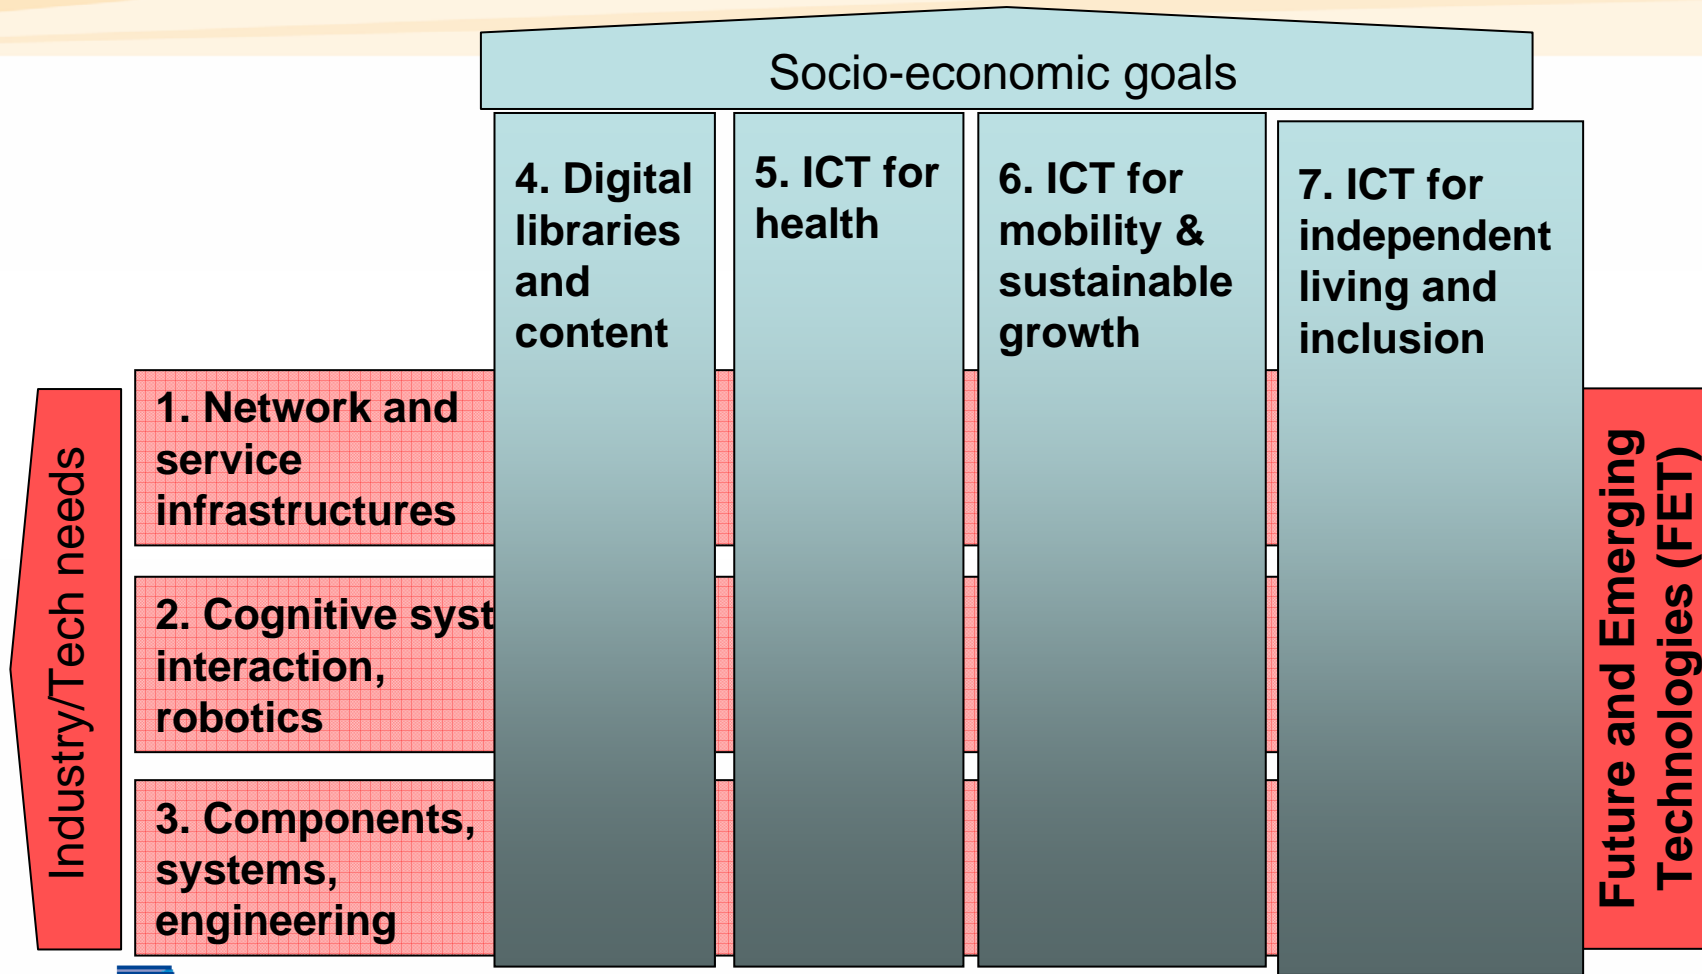 Socio-economic goals
4. Digital
libraries
and
content
5. ICT for
health
6. ICT for
mobility &
sustainable
growth
7. ICT for
independent
living and
inclusion
Industry/Tech needs
1. Network and
service
infrastructures
2. Cognitive syst
interaction,
robotics
3. Components,
systems,
engineering
Future and Emerging
Technologies (FET)